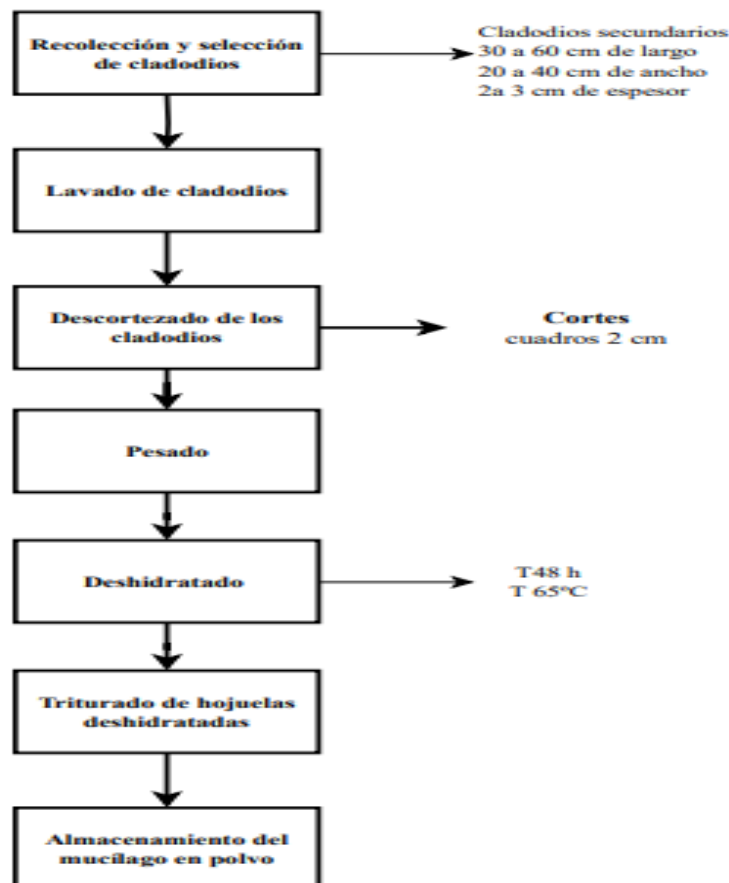 Recolección y selección
de cladodios
Cladodios secundarios
30 a 60 cm de largo
20 a 40 cm de ancho
2a 3 cm de espesor
Lavado de cladodios
Descortezado de los
cladodios
Cortes
cuadros 2 cm
Pesado
Deshidratado
T48 h
T 65ºC
Triturado de hojuelas
deshidratadas
Almacenamiento del
mucílago en polvo